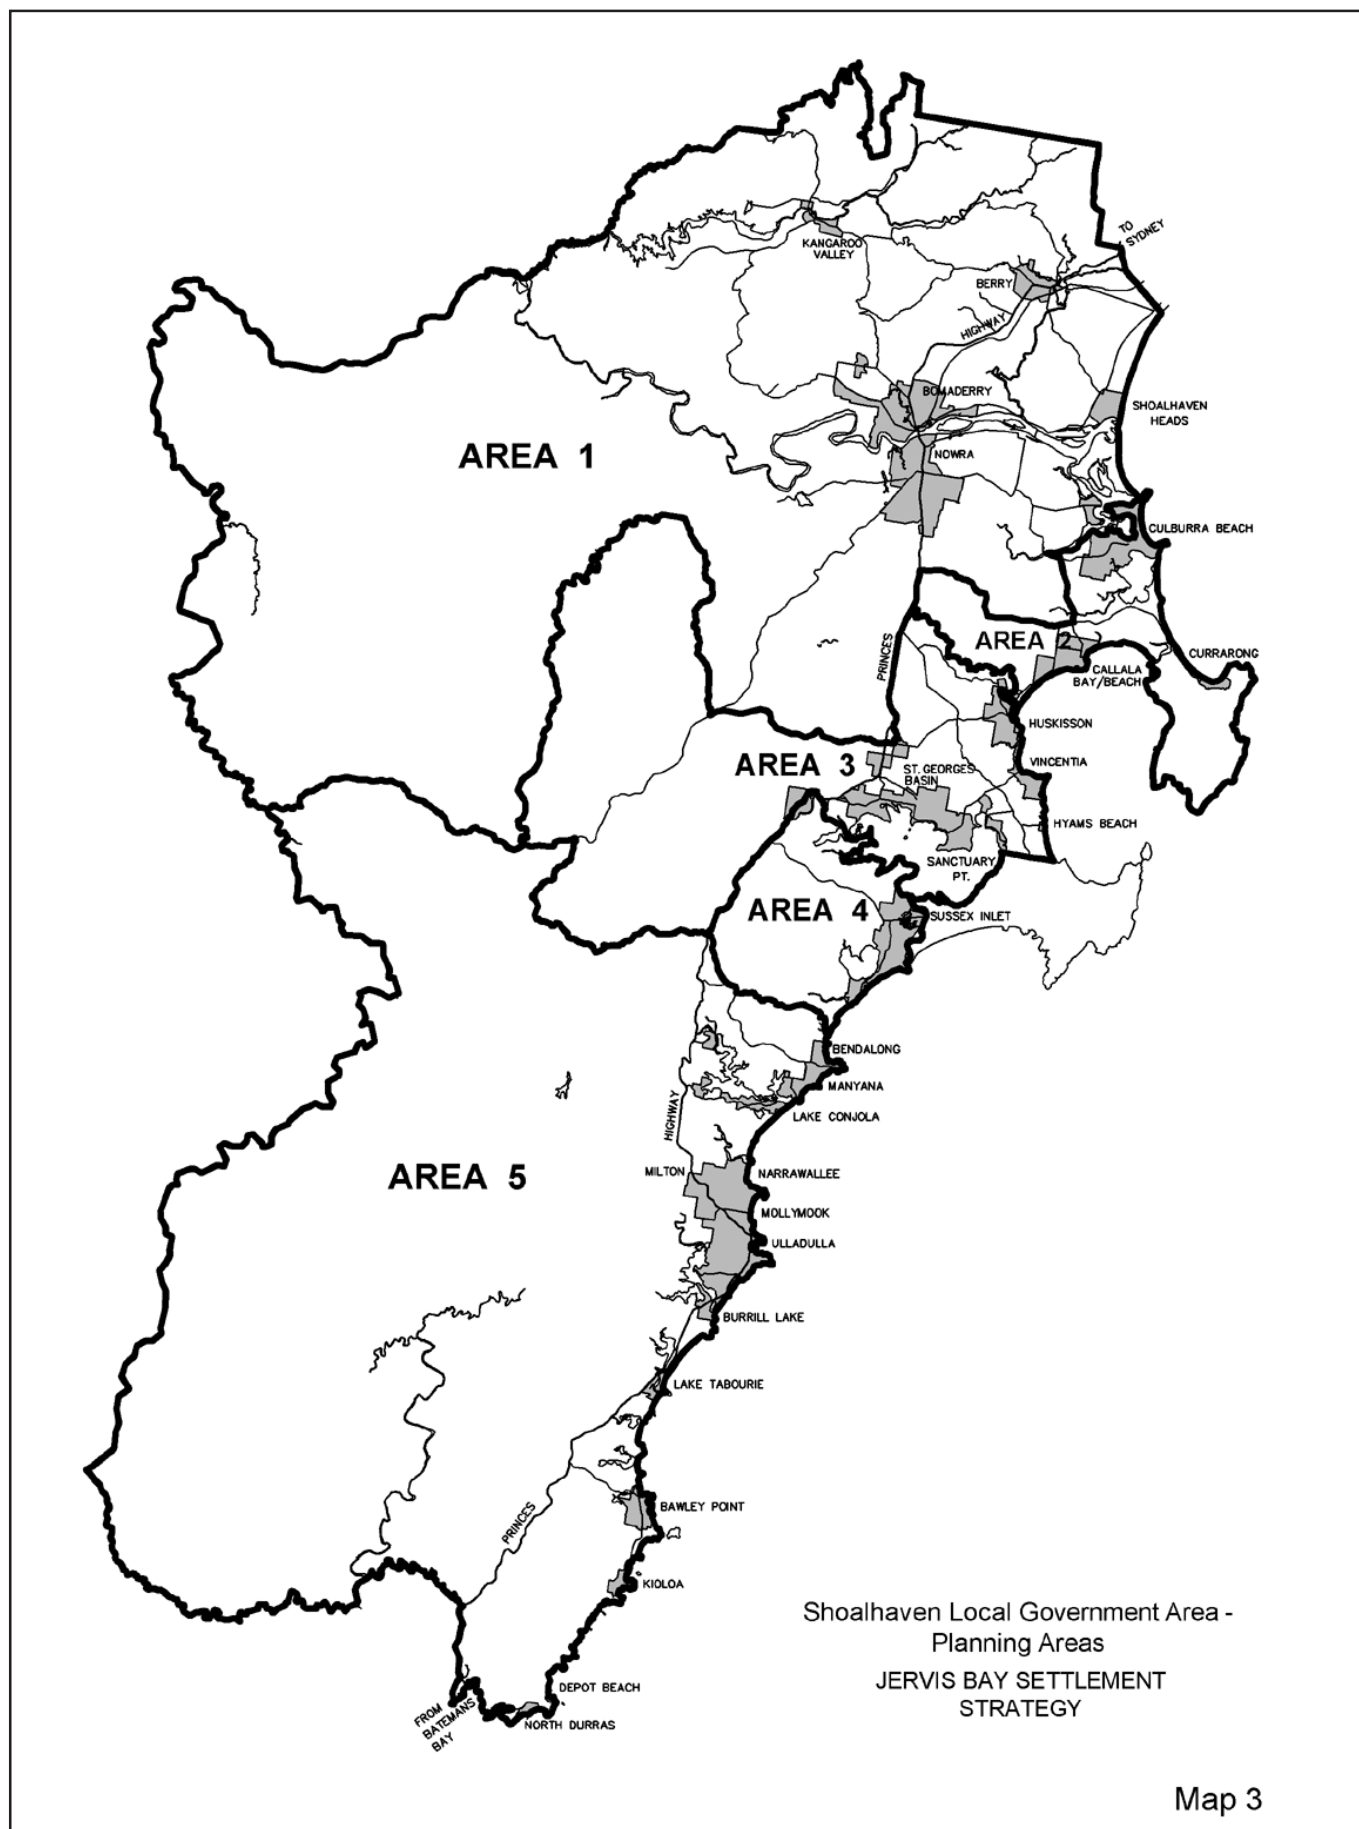 TO
SYDNEY
KANGAROO
VALLEY
BERRY
HIGHWAY
BOMADERRY
SHOALHAVEN
HEADS
AREA 1
NOWRA
CULBURRA BEACH
PRINCES
AREA 2
CURRARONG
CALLALA
BAY/BEACH
HUSKISSON
VINCENTIA
AREA 3
ST. GEORGES
BASIN
HYAMS BEACH
SANCTUARY
PT.
AREA 4
SUSSEX INLET
BENDALONG
MANYANA
LAKE CONJOLA
HIGHWAY
AREA 5
MILTON
NARRAWALLEE
MOLLYMOOK
ULLADULLA
BURRILL LAKE
LAKE TABOURIE
PRINCES
BAWLEY POINT
KIOLOA
DEPOT BEACH
NORTH DURRAS
FROM
BATEMANS
BAY
Shoalhaven Local Government Area -
Planning Areas
JERVIS BAY SETTLEMENT
STRATEGY
Map 3